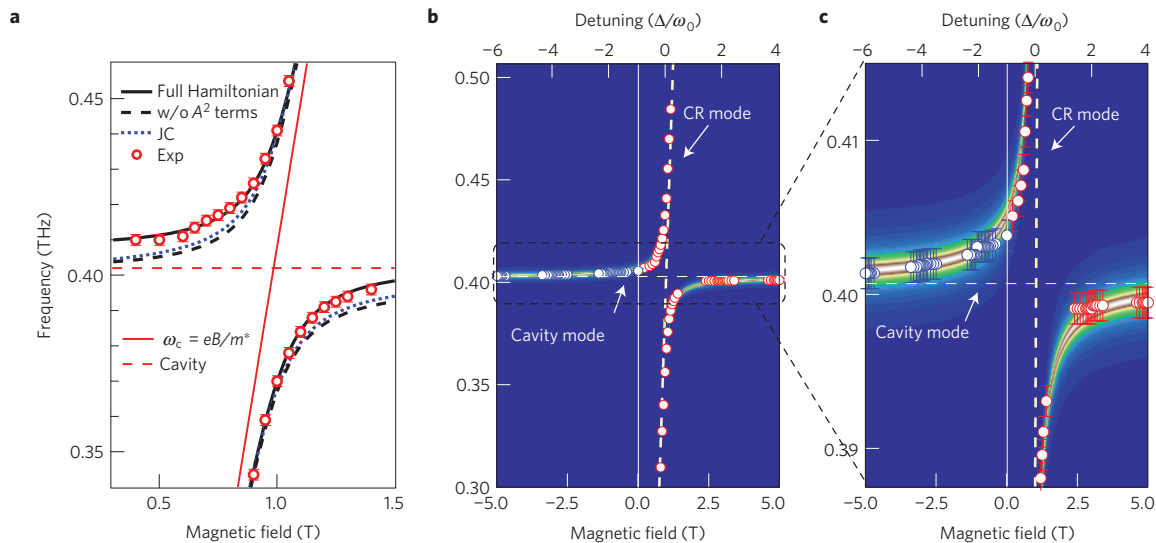 a
Full Hamiltonian
w/o A² terms
JC
Exp
ω_c = eB/m*
Cavity
0.45
0.40
0.35
Frequency (THz)
0.5
1.0
1.5
Magnetic field (T)
b
Detuning (Δ/ω₀)
−6
−4
−2
0
2
4
0.50
0.45
0.40
0.35
0.30
CR mode
Cavity mode
−5.0
−2.5
0.0
2.5
5.0
Magnetic field (T)
c
Detuning (Δ/ω₀)
−6
−4
−2
0
2
4
0.41
0.40
0.39
CR mode
Cavity mode
−5.0
−2.5
0.0
2.5
5.0
Magnetic field (T)